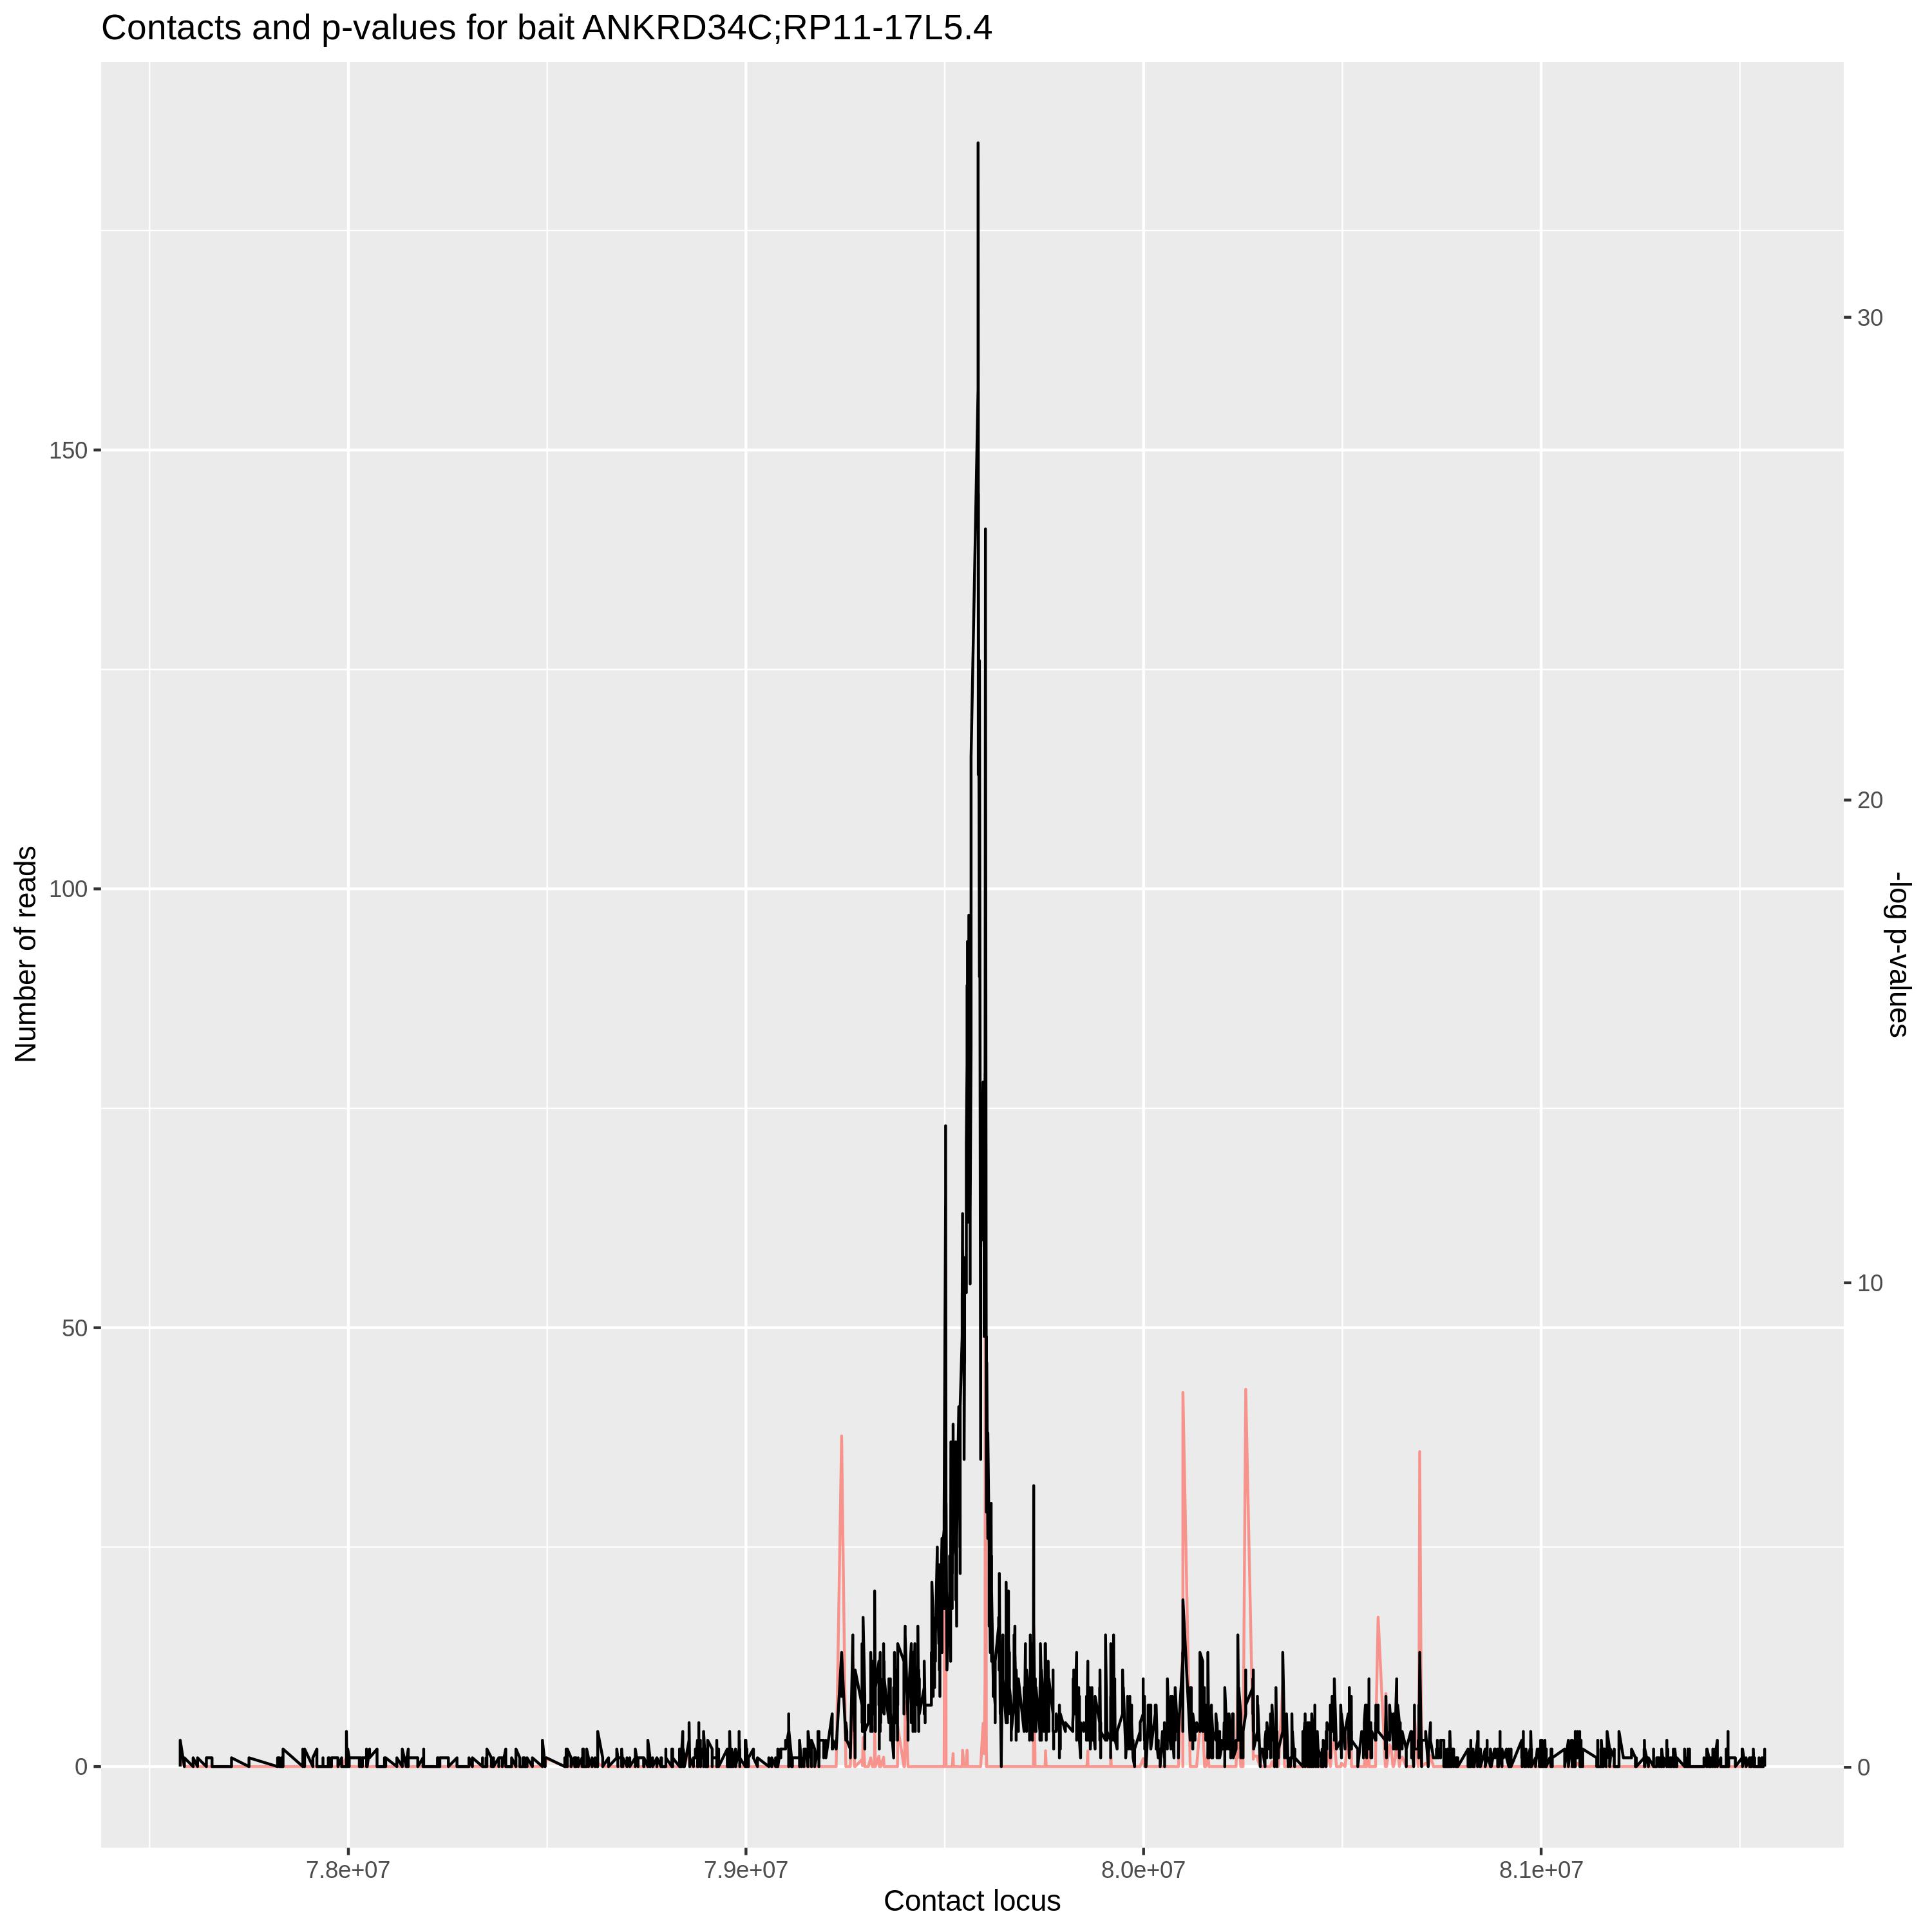 Contacts and p-values for bait ANKRD34C;RP11-17L5.4
Number of reads
150
100
50
0
30
20
10
0
-log p-values
7.8e+07 7.9e+07 8.0e+07 8.1e+07
Contact locus